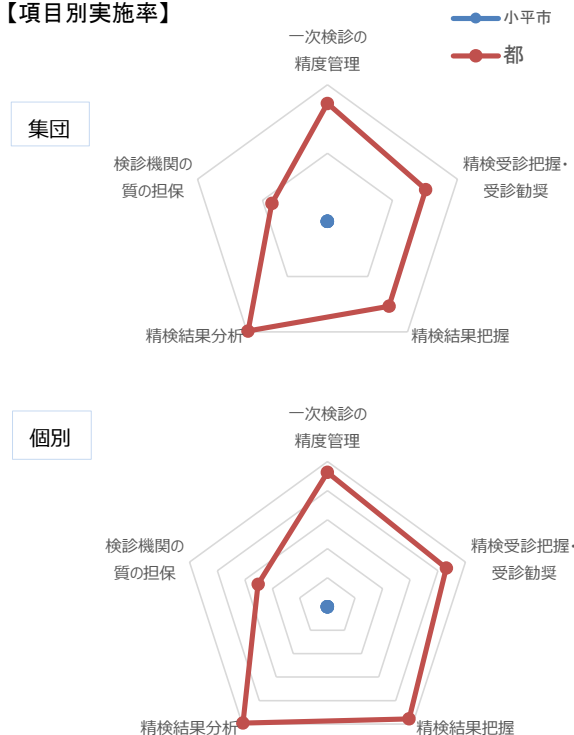 【項目別実施率】
小平市
都
集団
一次検診の
精度管理
精検受診把握・
受診勧奨
精検結果把握
精検結果分析
検診機関の
質の担保
個別
一次検診の
精度管理
精検受診把握・
受診勧奨
精検結果把握
精検結果分析
検診機関の
質の担保